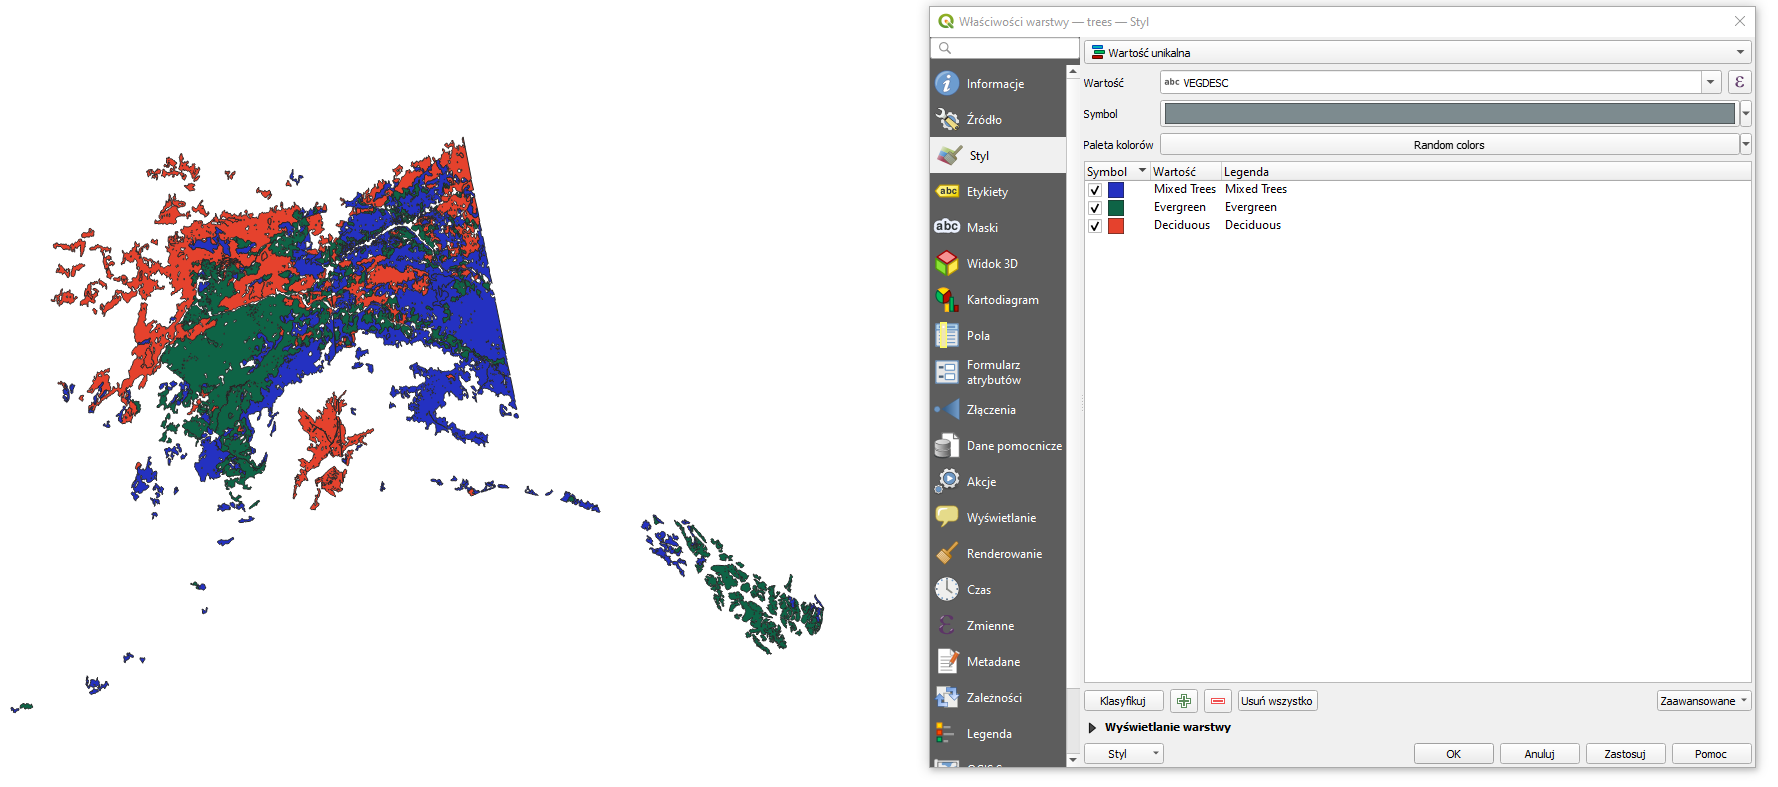 Właściwości warstwy — trees — Styl
Wartość unikalna
Informacje
Źródło
Styl
abc Etykiety
abc Maski
Widok 3D
Kartodiagram
Pola
Formularz
atrybutów
Złączenia
Dane pomocnicze
Akcje
Wyświetlanie
Renderowanie
Czas
Zmienne
Metadane
Zależności
Legenda
Wartość abc VEGDESC ε
Symbol
Paleta kolorów Random colors
Symbol Wartość Legenda
Mixed Trees Mixed Trees
Evergreen Evergreen
Deciduous Deciduous
Klasyfikuj Usuń wszystko Zaawansowane
Wyświetlanie warstwy
Styl OK Anuluj Zastosuj Pomoc